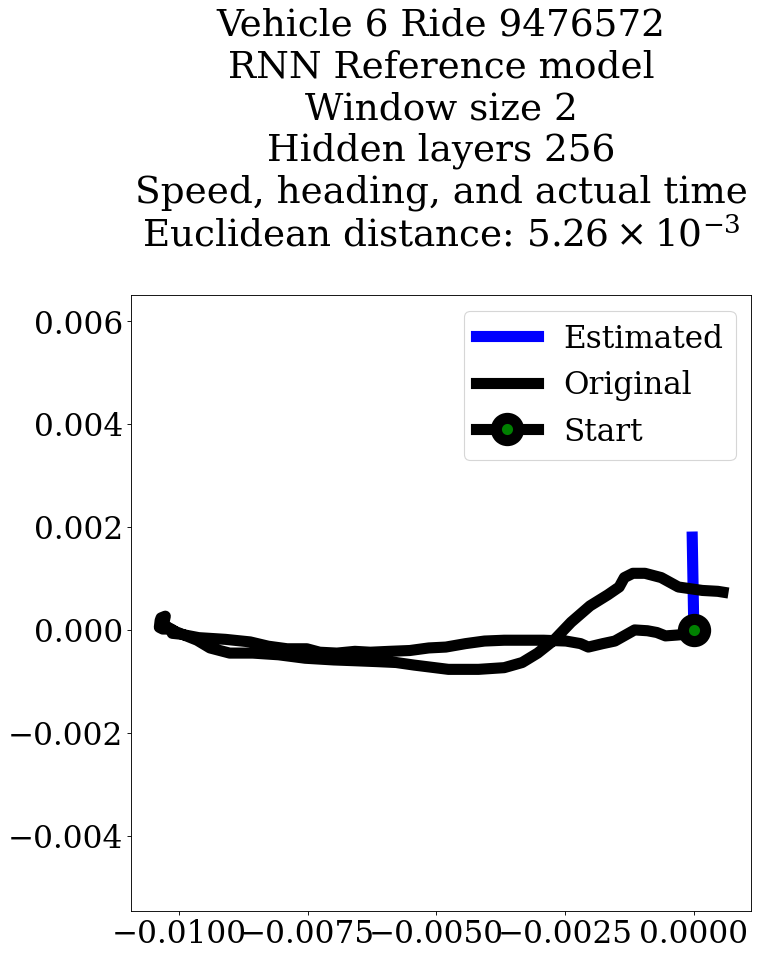 Vehicle 6 Ride 9476572
RNN Reference model
Window size 2
Hidden layers 256
Speed, heading, and actual time
Euclidean distance: 5.26 × 10⁻³
Estimated
Original
Start
0.006
0.004
0.002
0.000
−0.002
−0.004
−0.0100 −0.0075 −0.0050 −0.0025 0.0000